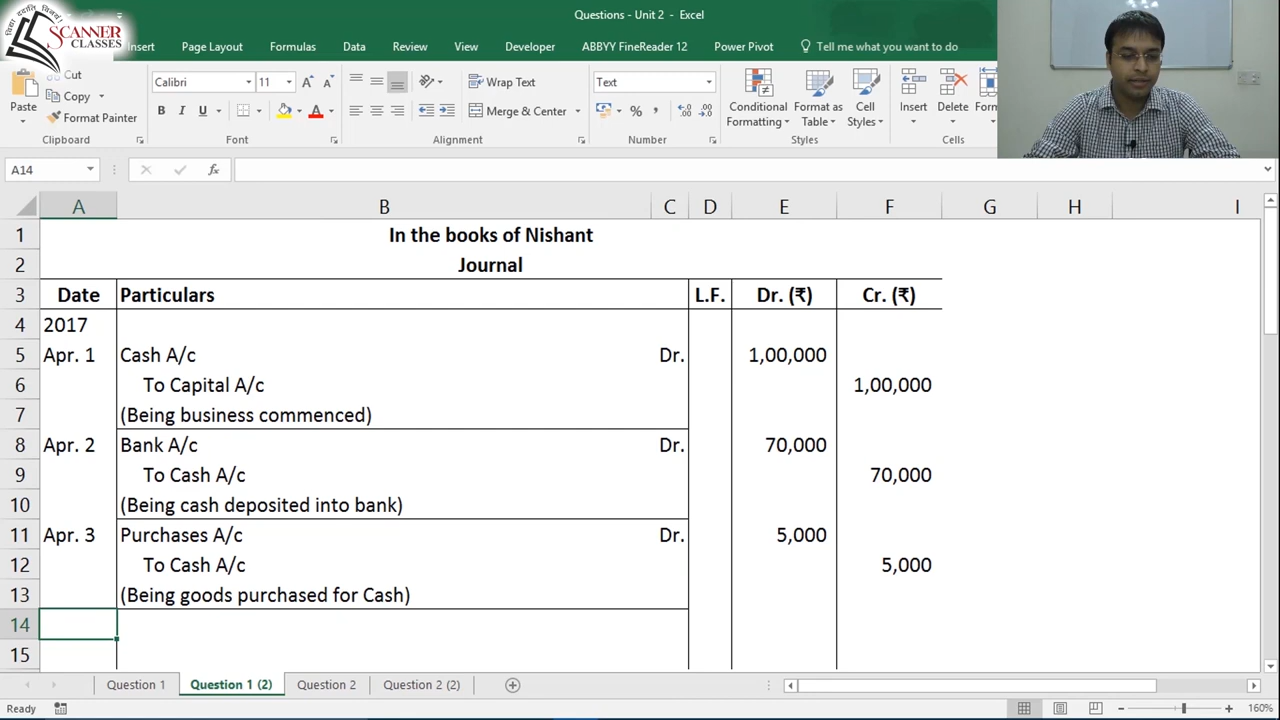 SCANNER
CLASSES
Questions - Unit 2 - Excel
Insert Page Layout Formulas Data Review View Developer ABBYY FineReader 12 Power Pivot Tell me what you want to do
Paste
Cut
Copy
Format Painter
Clipboard
Calibri 11
B I U
Font
Wrap Text
Merge & Center
Alignment
Text
%
Number
Conditional
Formatting
Format as
Table
Cell
Styles
Styles
Insert
Delete
Cells
A14
fx
A B C D E F G H I
1 In the books of Nishant
2 Journal
3 Date Particulars L.F. Dr. (₹) Cr. (₹)
4 2017
5 Apr. 1 Cash A/c Dr. 1,00,000
6 To Capital A/c 1,00,000
7 (Being business commenced)
8 Apr. 2 Bank A/c Dr. 70,000
9 To Cash A/c 70,000
10 (Being cash deposited into bank)
11 Apr. 3 Purchases A/c Dr. 5,000
12 To Cash A/c 5,000
13 (Being goods purchased for Cash)
14
15
Question 1 Question 1 (2) Question 2 Question 2 (2)
Ready
160%